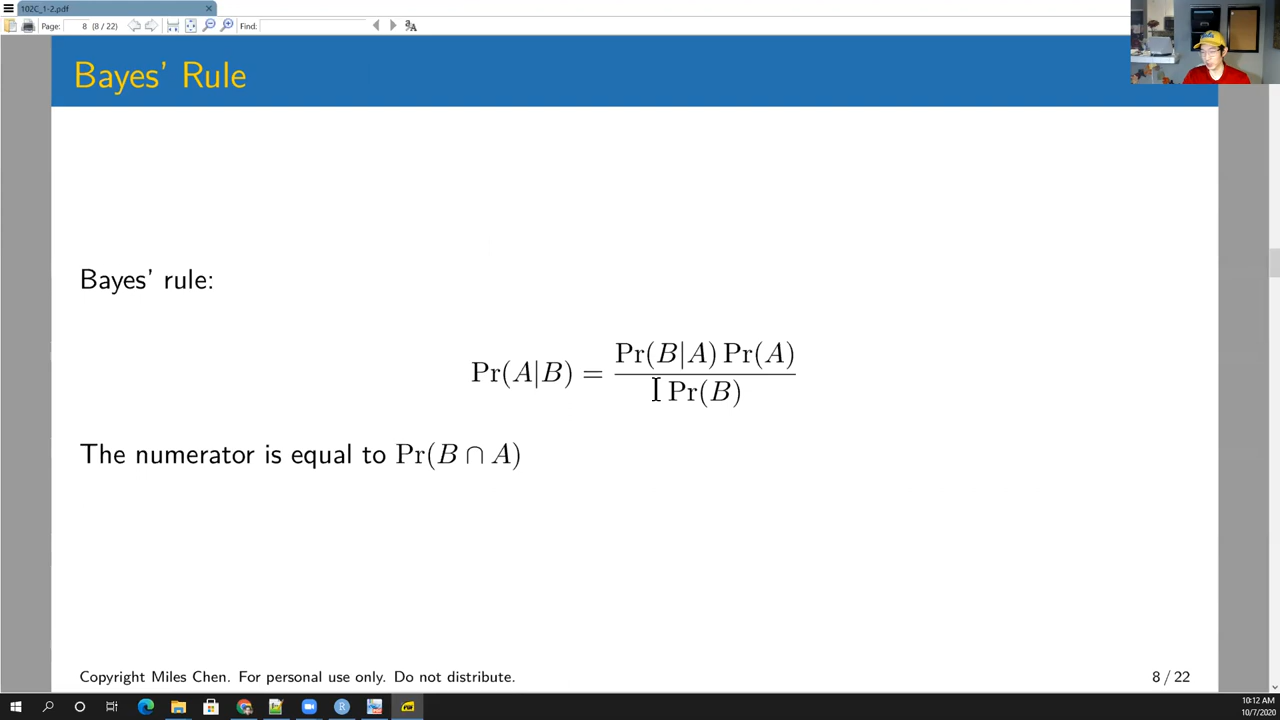 102C_1-2.pdf
Page: 8 (8 / 22) Find:
Bayes' Rule
Bayes' rule:
Pr(A|B) = Pr(B|A) Pr(A) / Pr(B)
The numerator is equal to Pr(B ∩ A)
Copyright Miles Chen. For personal use only. Do not distribute. 8 / 22
10:12 AM
10/7/2020